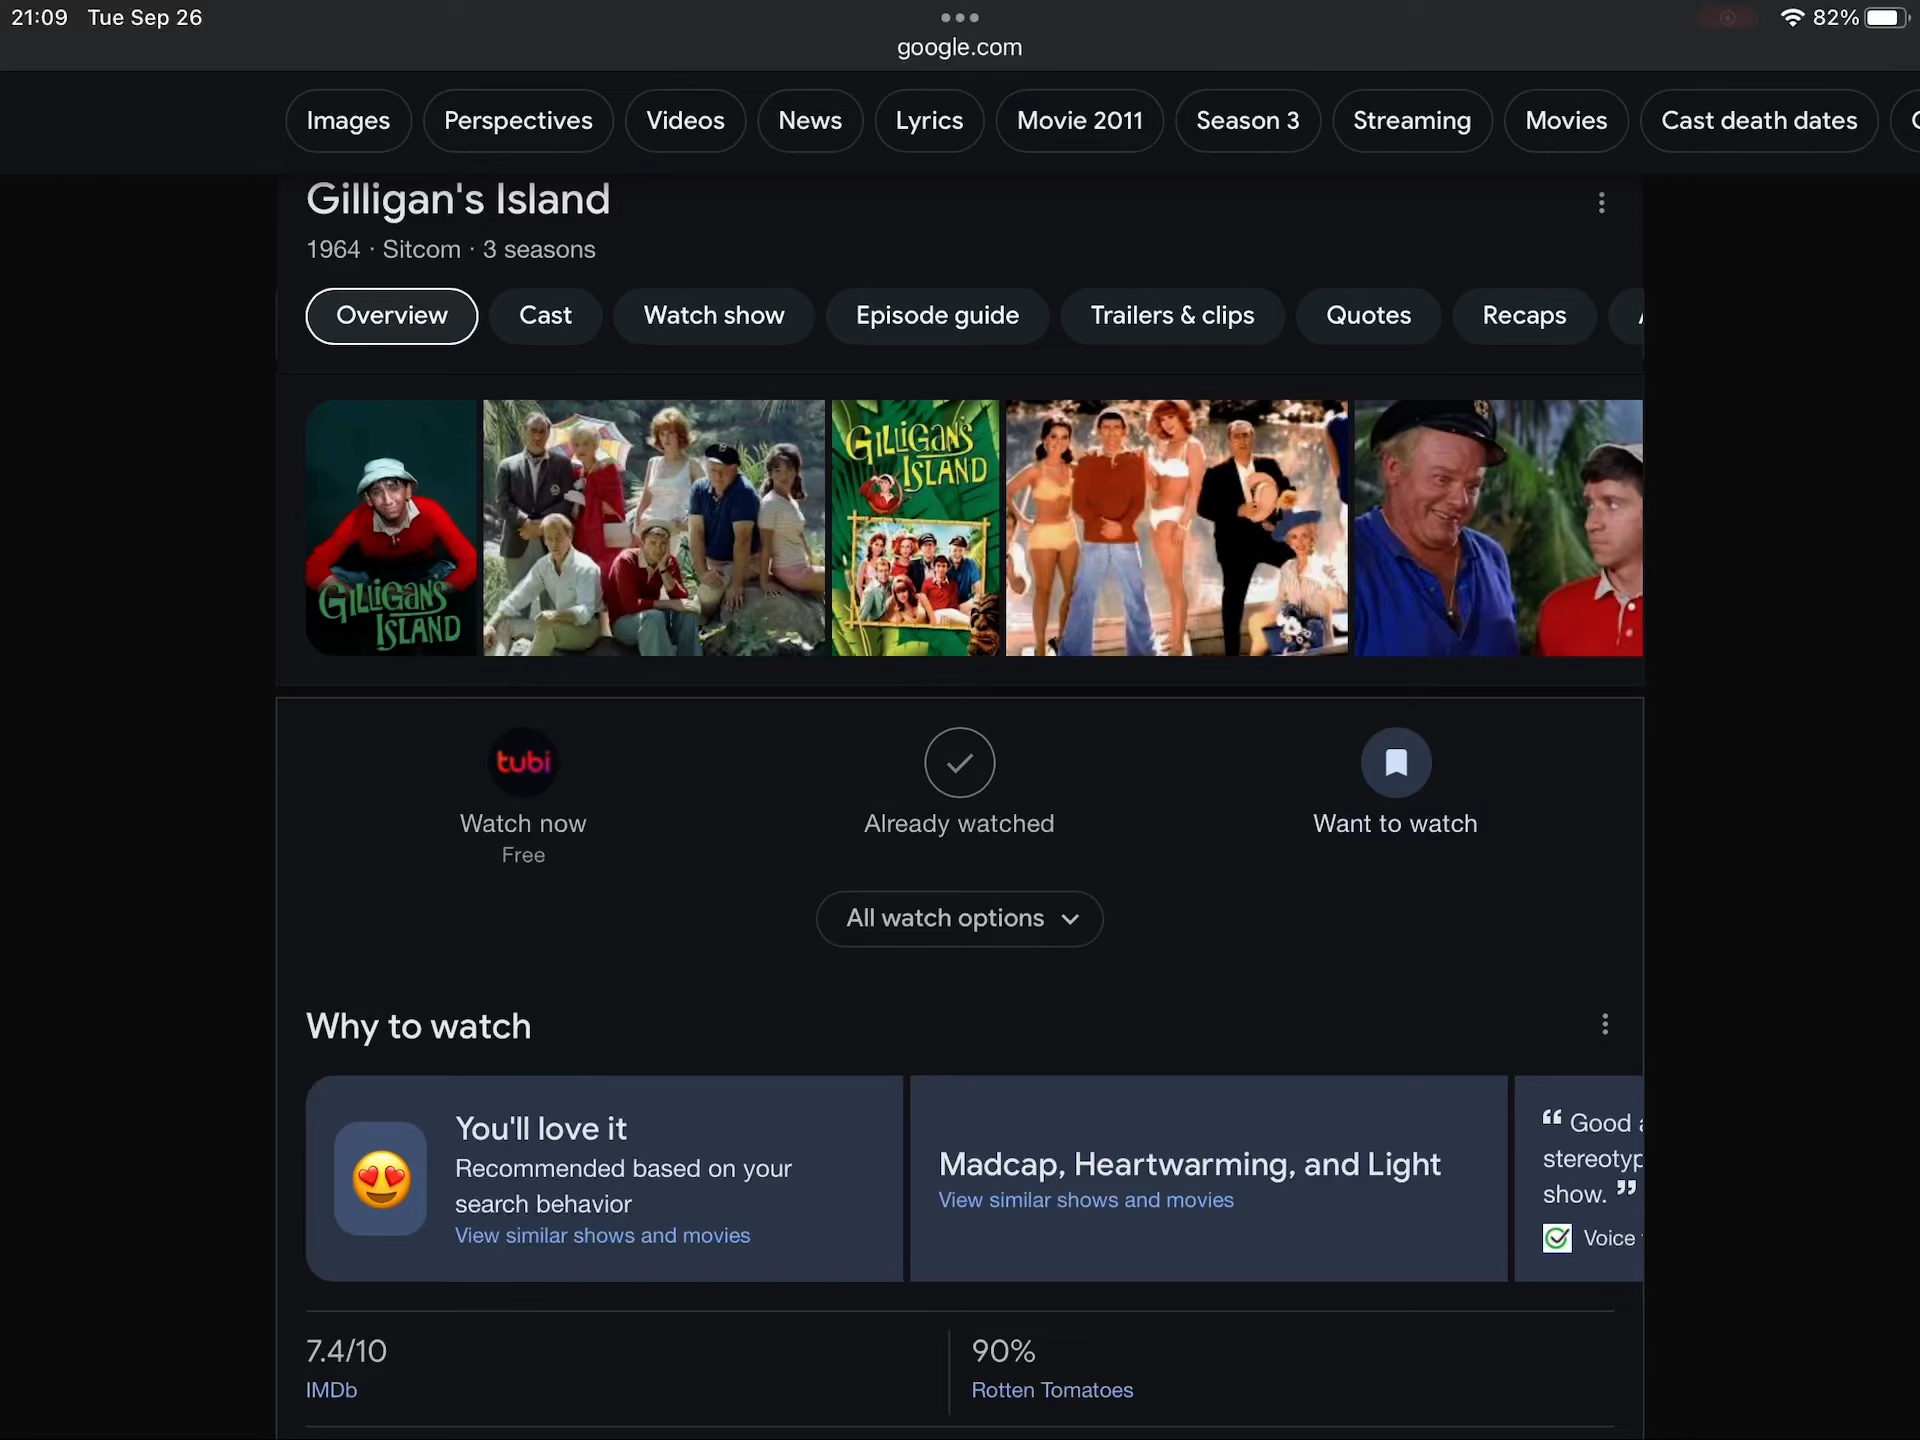 21:09 Tue Sep 26
82%
google.com
Images Perspectives Videos News Lyrics Movie 2011 Season 3 Streaming Movies Cast death dates
Gilligan's Island
1964 · Sitcom · 3 seasons
Overview Cast Watch show Episode guide Trailers & clips Quotes Recaps
GILLIGAN'S
ISLAND
GILLIGAN'S
ISLAND
tubi
Watch now
Free
Already watched
Want to watch
All watch options
Why to watch
You'll love it
Recommended based on your
search behavior
View similar shows and movies
Madcap, Heartwarming, and Light
View similar shows and movies
“ Good
stereotyp
show. ”
Voice
7.4/10
IMDb
90%
Rotten Tomatoes